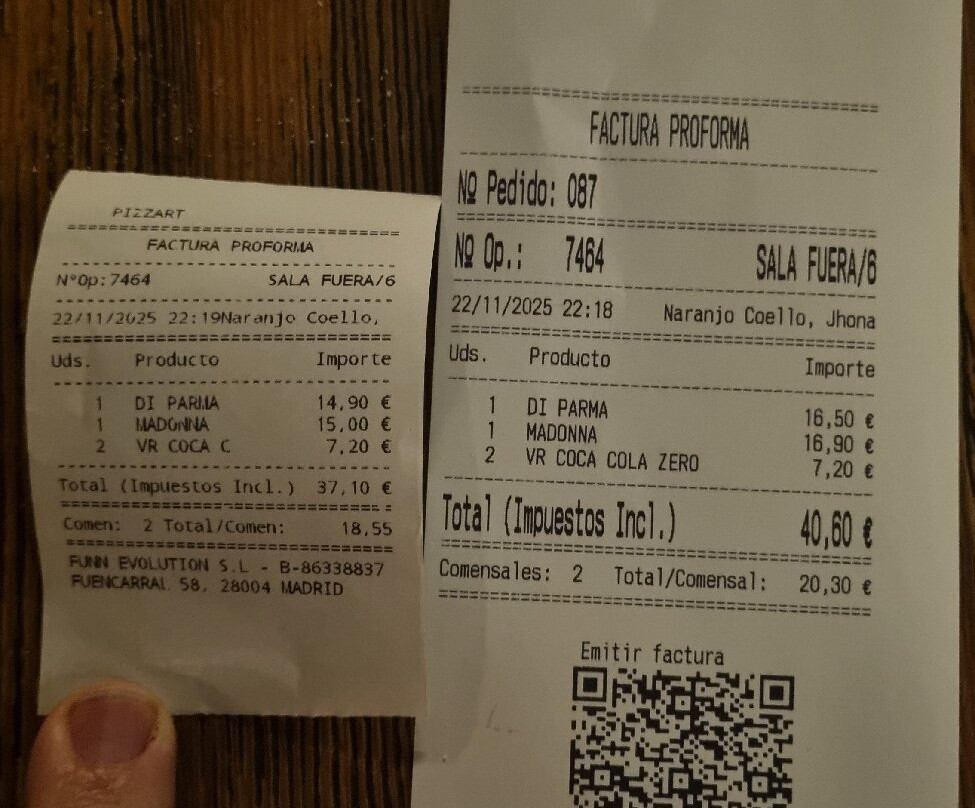 PIZZART
FACTURA PROFORMA
NºOp:7464 SALA FUERA/6
22/11/2025 22:19Naranjo Coello,
Uds. Producto Importe
1 DI PARMA 14,90 €
1 MADONNA 15,00 €
2 VR COCA C 7,20 €
Total (Impuestos Incl.) 37,10 €
Comen: 2 Total/Comen: 18,55
FUNN EVOLUTION S.L - B-86338837
FUENCARRAL 58, 28004 MADRID
FACTURA PROFORMA
Nº Pedido: 087
Nº Op.: 7464 SALA FUERA/6
22/11/2025 22:18 Naranjo Coello, Jhona
Uds. Producto Importe
1 DI PARMA 16,50 €
1 MADONNA 16,90 €
2 VR COCA COLA ZERO 7,20 €
Total (Impuestos Incl.) 40,60 €
Comensales: 2 Total/Comensal: 20,30 €
Emitir factura